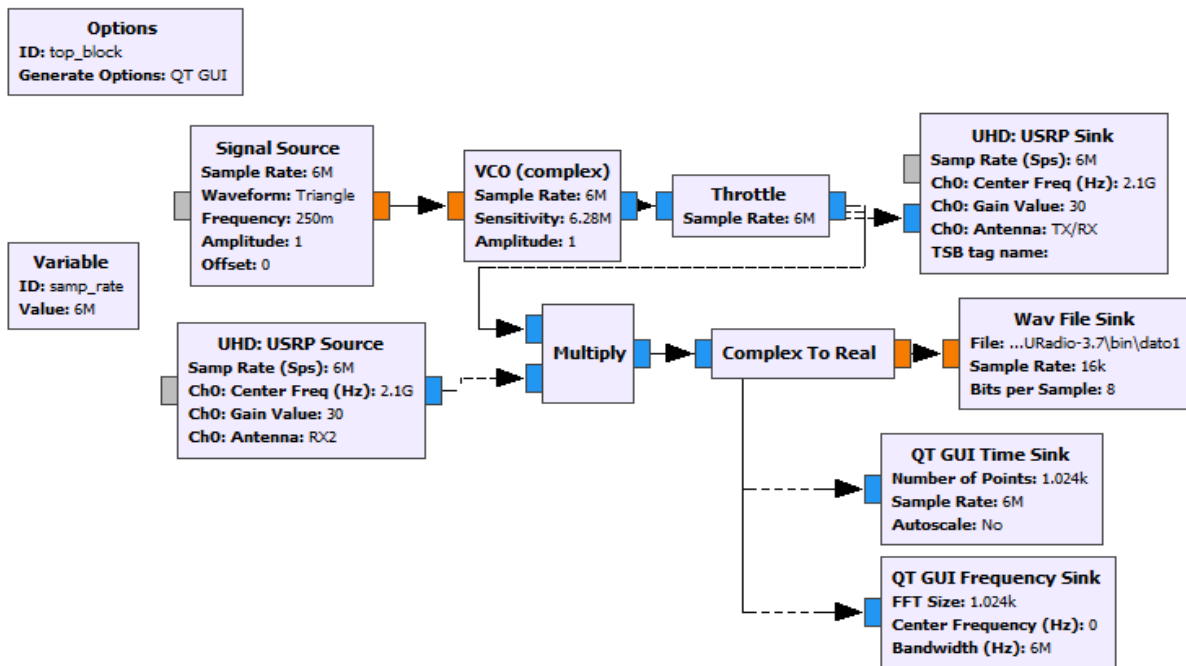 Options
ID: top_block
Generate Options: QT GUI
Signal Source
Sample Rate: 6M
Waveform: Triangle
Frequency: 250m
Amplitude: 1
Offset: 0
VCO (complex)
Sample Rate: 6M
Sensitivity: 6.28M
Amplitude: 1
Throttle
Sample Rate: 6M
UHD: USRP Sink
Samp Rate (Sps): 6M
Ch0: Center Freq (Hz): 2.1G
Ch0: Gain Value: 30
Ch0: Antenna: TX/RX
TSB tag name:
Variable
ID: samp_rate
Value: 6M
UHD: USRP Source
Samp Rate (Sps): 6M
Ch0: Center Freq (Hz): 2.1G
Ch0: Gain Value: 30
Ch0: Antenna: RX2
Multiply
Complex To Real
Wav File Sink
File: ...URadio-3.7\bin\dato1
Sample Rate: 16k
Bits per Sample: 8
QT GUI Time Sink
Number of Points: 1.024k
Sample Rate: 6M
Autoscale: No
QT GUI Frequency Sink
FFT Size: 1.024k
Center Frequency (Hz): 0
Bandwidth (Hz): 6M